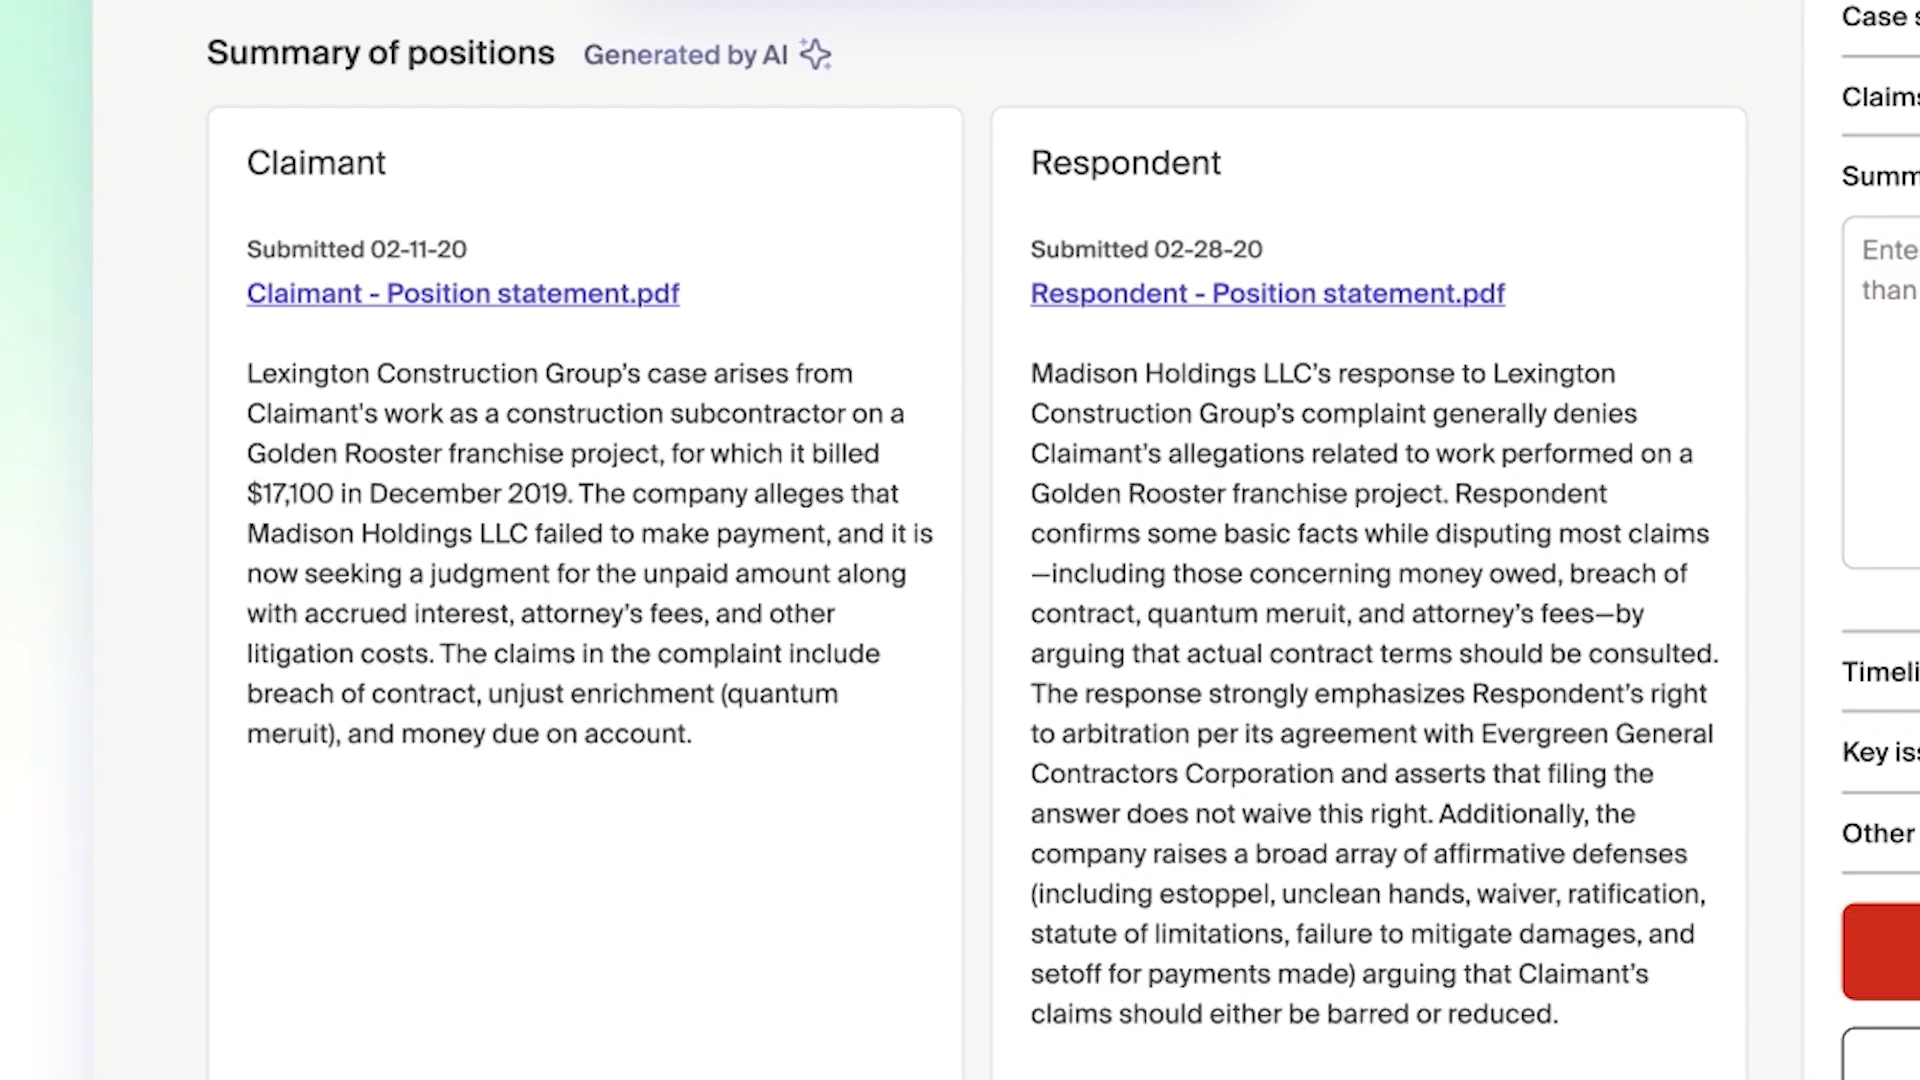 Summary of positions Generated by AI
Claimant
Submitted 02-11-20
Claimant - Position statement.pdf
Lexington Construction Group’s case arises from
Claimant's work as a construction subcontractor on a
Golden Rooster franchise project, for which it billed
$17,100 in December 2019. The company alleges that
Madison Holdings LLC failed to make payment, and it is
now seeking a judgment for the unpaid amount along
with accrued interest, attorney’s fees, and other
litigation costs. The claims in the complaint include
breach of contract, unjust enrichment (quantum
meruit), and money due on account.
Respondent
Submitted 02-28-20
Respondent - Position statement.pdf
Madison Holdings LLC’s response to Lexington
Construction Group’s complaint generally denies
Claimant’s allegations related to work performed on a
Golden Rooster franchise project. Respondent
confirms some basic facts while disputing most claims
—including those concerning money owed, breach of
contract, quantum meruit, and attorney’s fees—by
arguing that actual contract terms should be consulted.
The response strongly emphasizes Respondent’s right
to arbitration per its agreement with Evergreen General
Contractors Corporation and asserts that filing the
answer does not waive this right. Additionally, the
company raises a broad array of affirmative defenses
(including estoppel, unclean hands, waiver, ratification,
statute of limitations, failure to mitigate damages, and
setoff for payments made) arguing that Claimant’s
claims should either be barred or reduced.
Case
Claims
Summ
Ente
than
Timeli
Key iss
Other